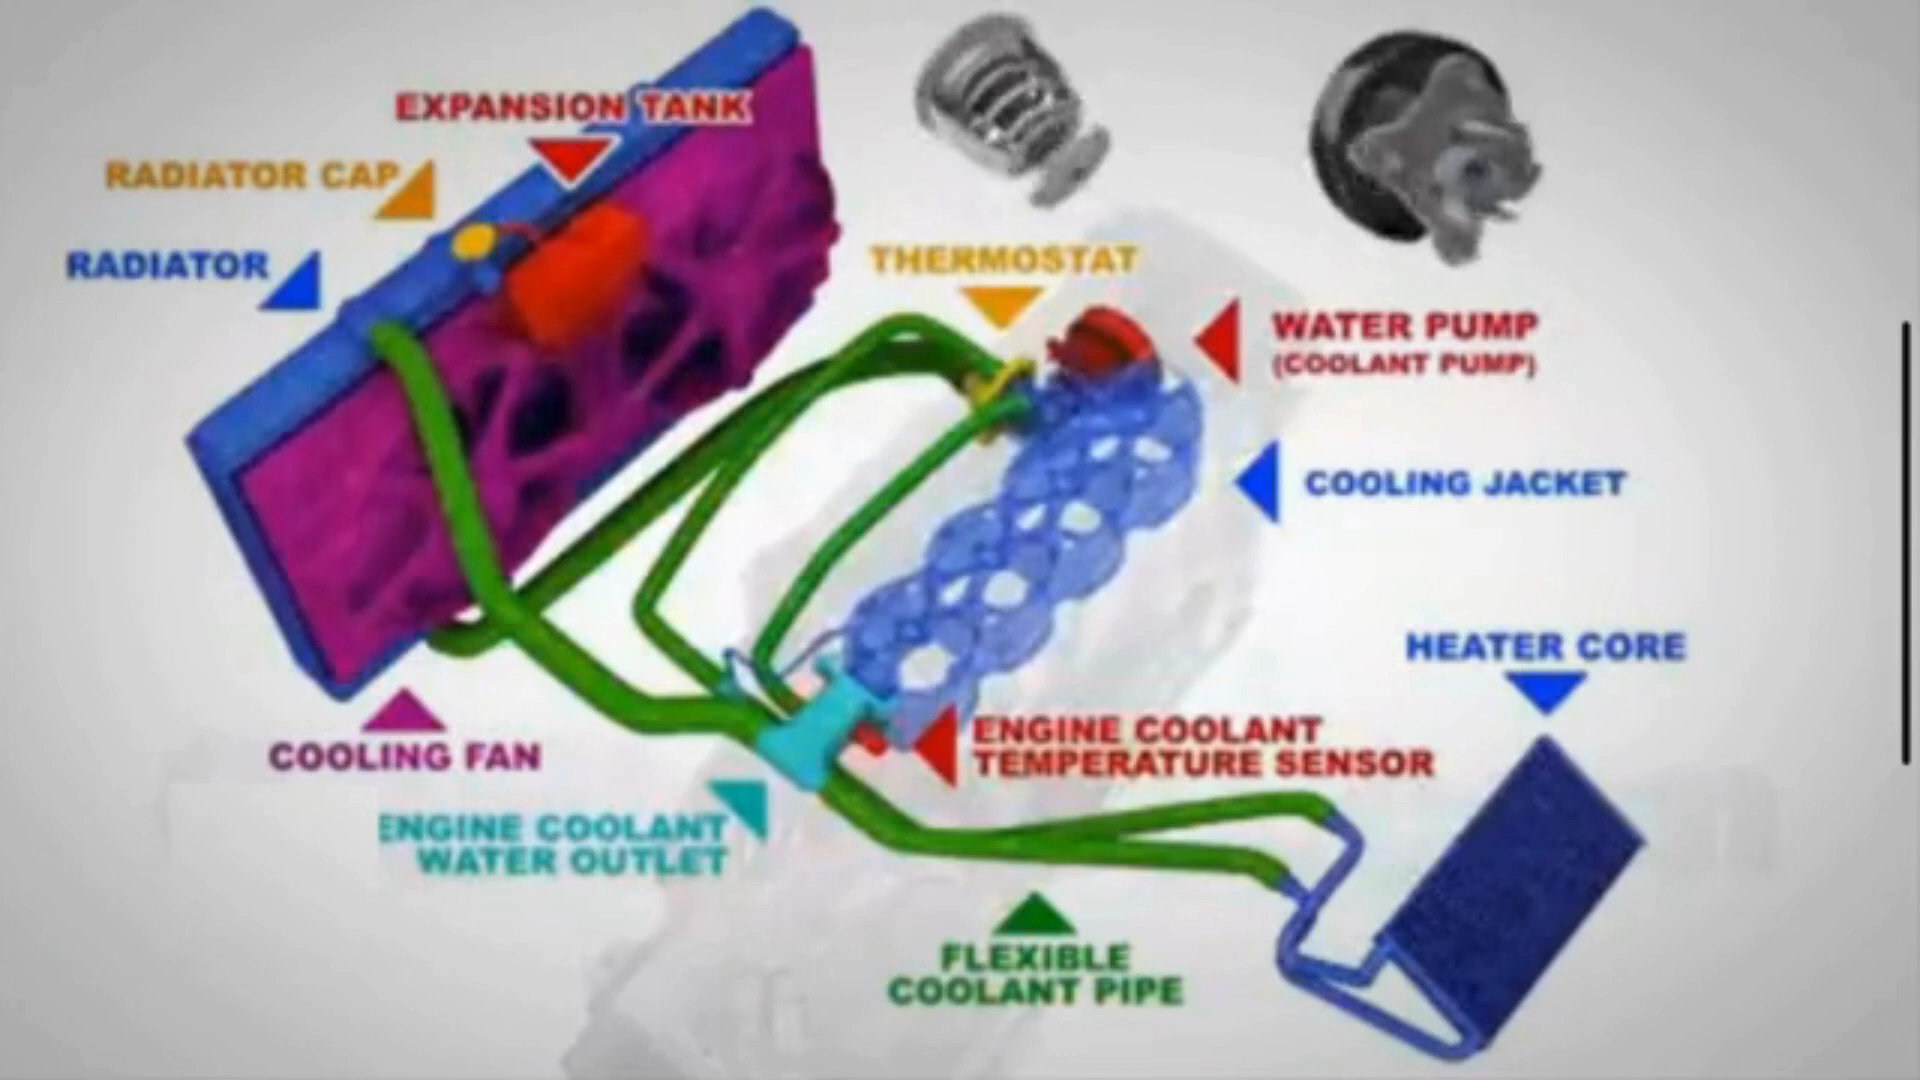 EXPANSION TANK
RADIATOR CAP
RADIATOR
THERMOSTAT
WATER PUMP
(COOLANT PUMP)
COOLING JACKET
HEATER CORE
COOLING FAN
ENGINE COOLANT
TEMPERATURE SENSOR
ENGINE COOLANT
WATER OUTLET
FLEXIBLE
COOLANT PIPE